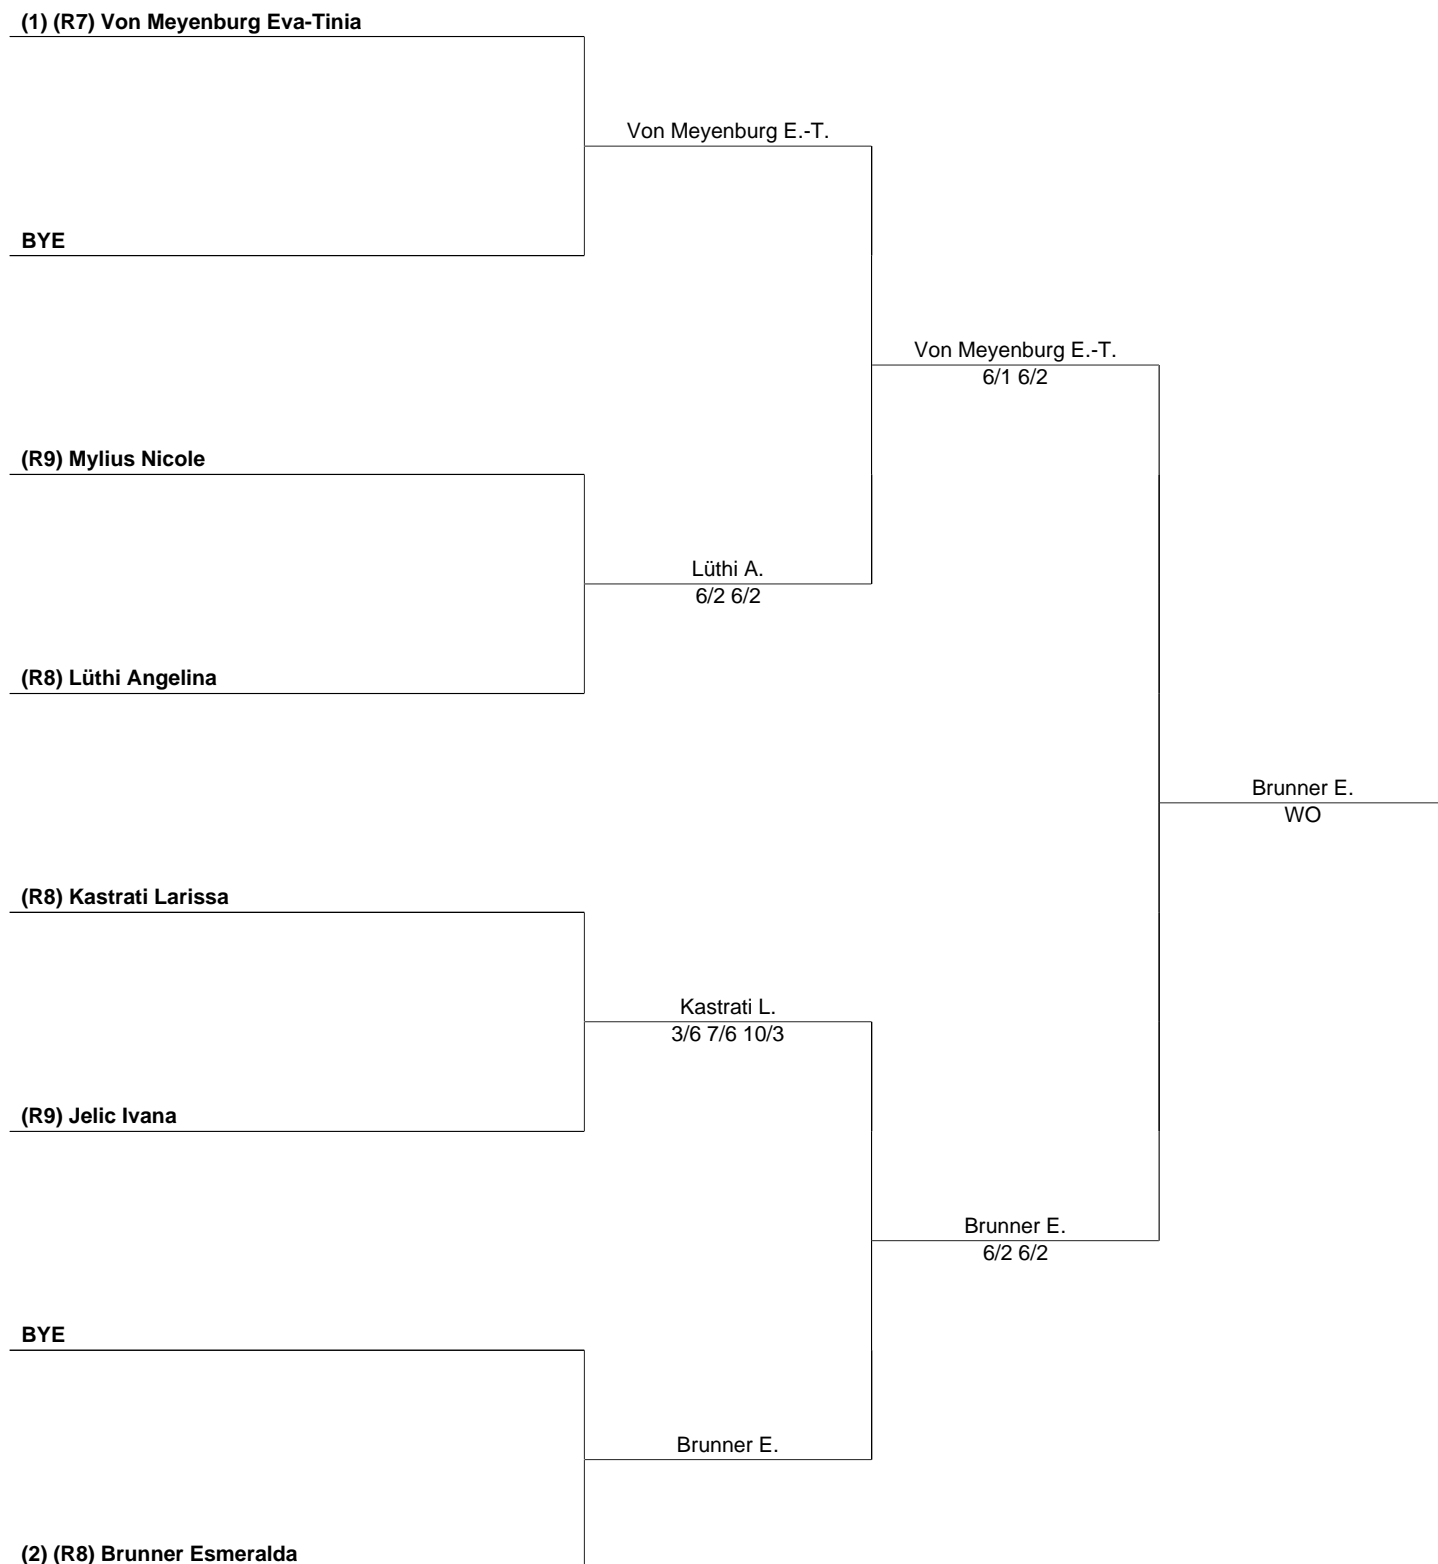 (1) (R7) Von Meyenburg Eva-Tinia
Von Meyenburg E.-T.
BYE
Von Meyenburg E.-T.
6/1 6/2
(R9) Mylius Nicole
Lüthi A.
6/2 6/2
(R8) Lüthi Angelina
Brunner E.
WO
(R8) Kastrati Larissa
Kastrati L.
3/6 7/6 10/3
(R9) Jelic Ivana
Brunner E.
6/2 6/2
BYE
Brunner E.
(2) (R8) Brunner Esmeralda